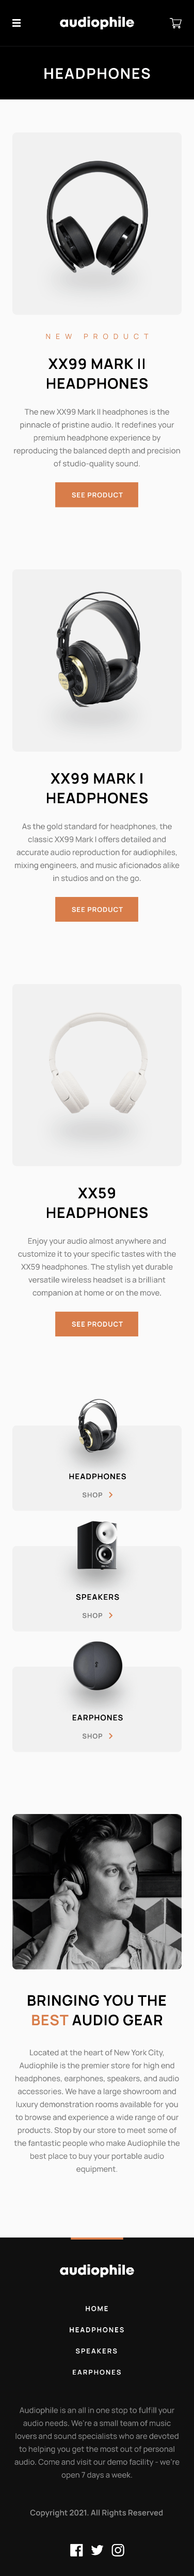 audiophile
HEADPHONES
NEW PRODUCT
XX99 MARK II
HEADPHONES
The new XX99 Mark II headphones is the
pinnacle of pristine audio. It redefines your
premium headphone experience by
reproducing the balanced depth and precision
of studio-quality sound.
SEE PRODUCT
XX99 MARK I
HEADPHONES
As the gold standard for headphones, the
classic XX99 Mark I offers detailed and
accurate audio reproduction for audiophiles,
mixing engineers, and music aficionados alike
in studios and on the go.
SEE PRODUCT
XX59
HEADPHONES
Enjoy your audio almost anywhere and
customize it to your specific tastes with the
XX59 headphones. The stylish yet durable
versatile wireless headset is a brilliant
companion at home or on the move.
SEE PRODUCT
HEADPHONES
SHOP
SPEAKERS
SHOP
EARPHONES
SHOP
BRINGING YOU THE
BEST AUDIO GEAR
Located at the heart of New York City,
Audiophile is the premier store for high end
headphones, earphones, speakers, and audio
accessories. We have a large showroom and
luxury demonstration rooms available for you
to browse and experience a wide range of our
products. Stop by our store to meet some of
the fantastic people who make Audiophile the
best place to buy your portable audio
equipment.
audiophile
HOME
HEADPHONES
SPEAKERS
EARPHONES
Audiophile is an all in one stop to fulfill your
audio needs. We're a small team of music
lovers and sound specialists who are devoted
to helping you get the most out of personal
audio. Come and visit our demo facility - we're
open 7 days a week.
Copyright 2021. All Rights Reserved